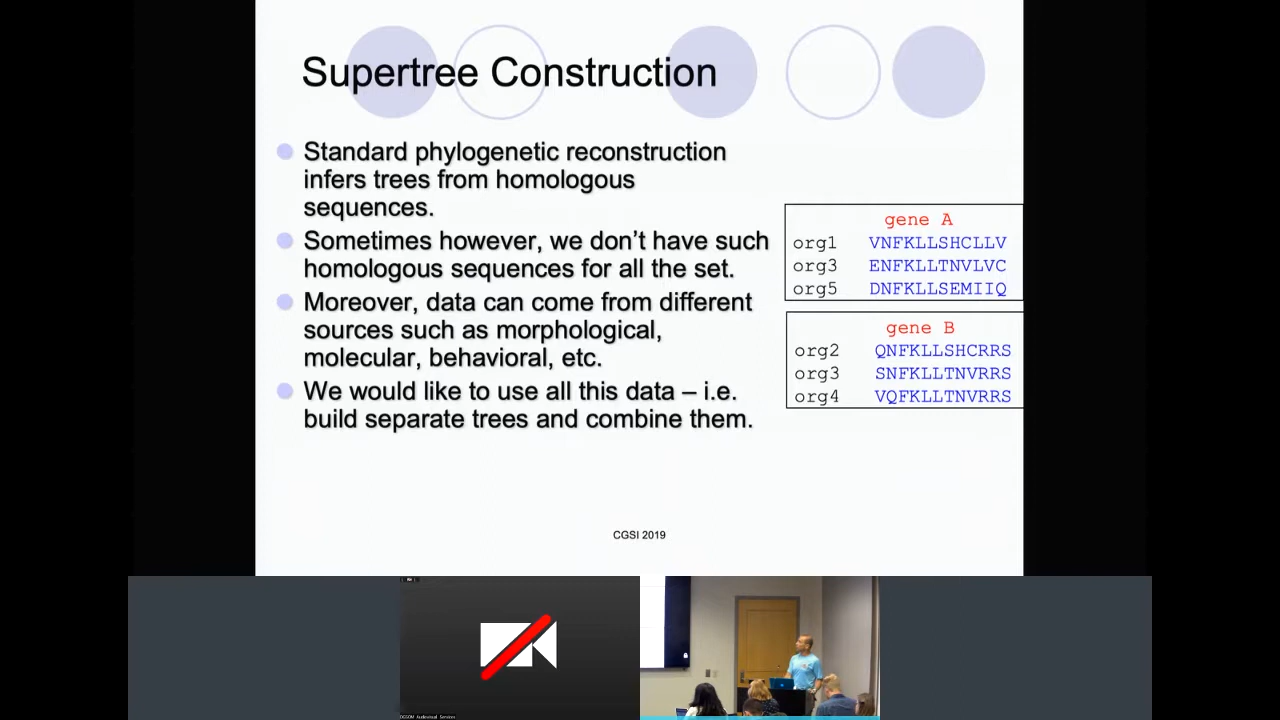 Supertree Construction
Standard phylogenetic reconstruction
infers trees from homologous
sequences.
Sometimes however, we don't have such
homologous sequences for all the set.
Moreover, data can come from different
sources such as morphological,
molecular, behavioral, etc.
We would like to use all this data – i.e.
build separate trees and combine them.
gene A
org1 VNFKLLSHCLLV
org3 ENFKLLTNVLVC
org5 DNFKLLSEMIIQ
gene B
org2 QNFKLLSHCRRS
org3 SNFKLLTNVRRS
org4 VQFKLLTNVRRS
CGSI 2019